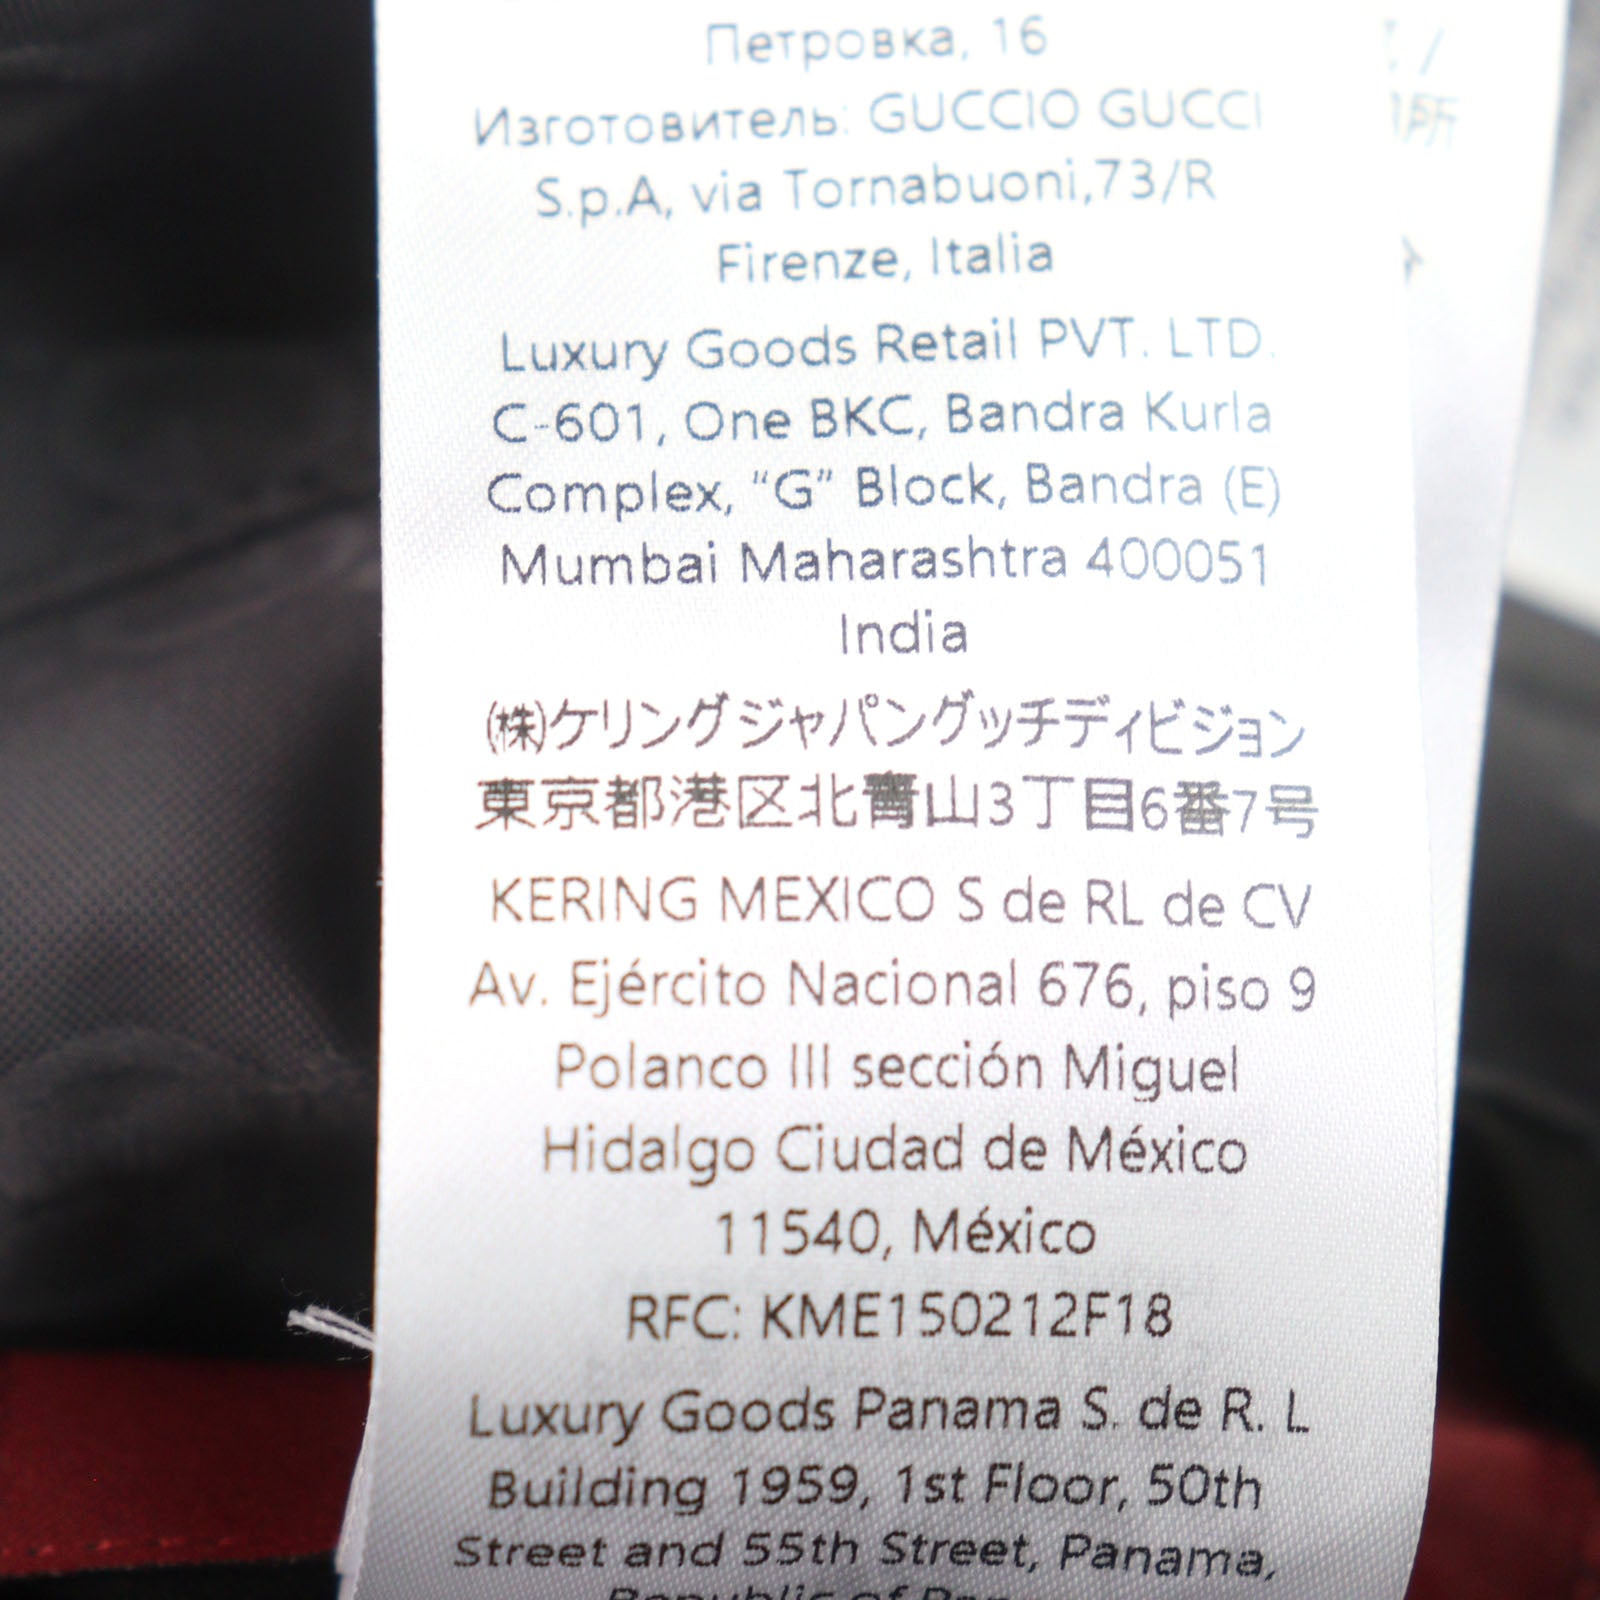 Петровка, 16
Изготовитель: GUCCIO GUCCI
S.p.A, via Tornabuoni,73/R
Firenze, Italia
Luxury Goods Retail PVT. LTD.
C-601, One BKC, Bandra Kurla
Complex, "G" Block, Bandra (E)
Mumbai Maharashtra 400051
India
(株)ケリングジャパングッチディビジョン
東京都港区北青山3丁目6番7号
KERING MEXICO S de RL de CV
Av. Ejército Nacional 676, piso 9
Polanco III sección Miguel
Hidalgo Ciudad de México
11540, México
RFC: KME150212F18
Luxury Goods Panama S. de R. L
Building 1959, 1st Floor, 50th
Street and 55th Street, Panama,
Republic of